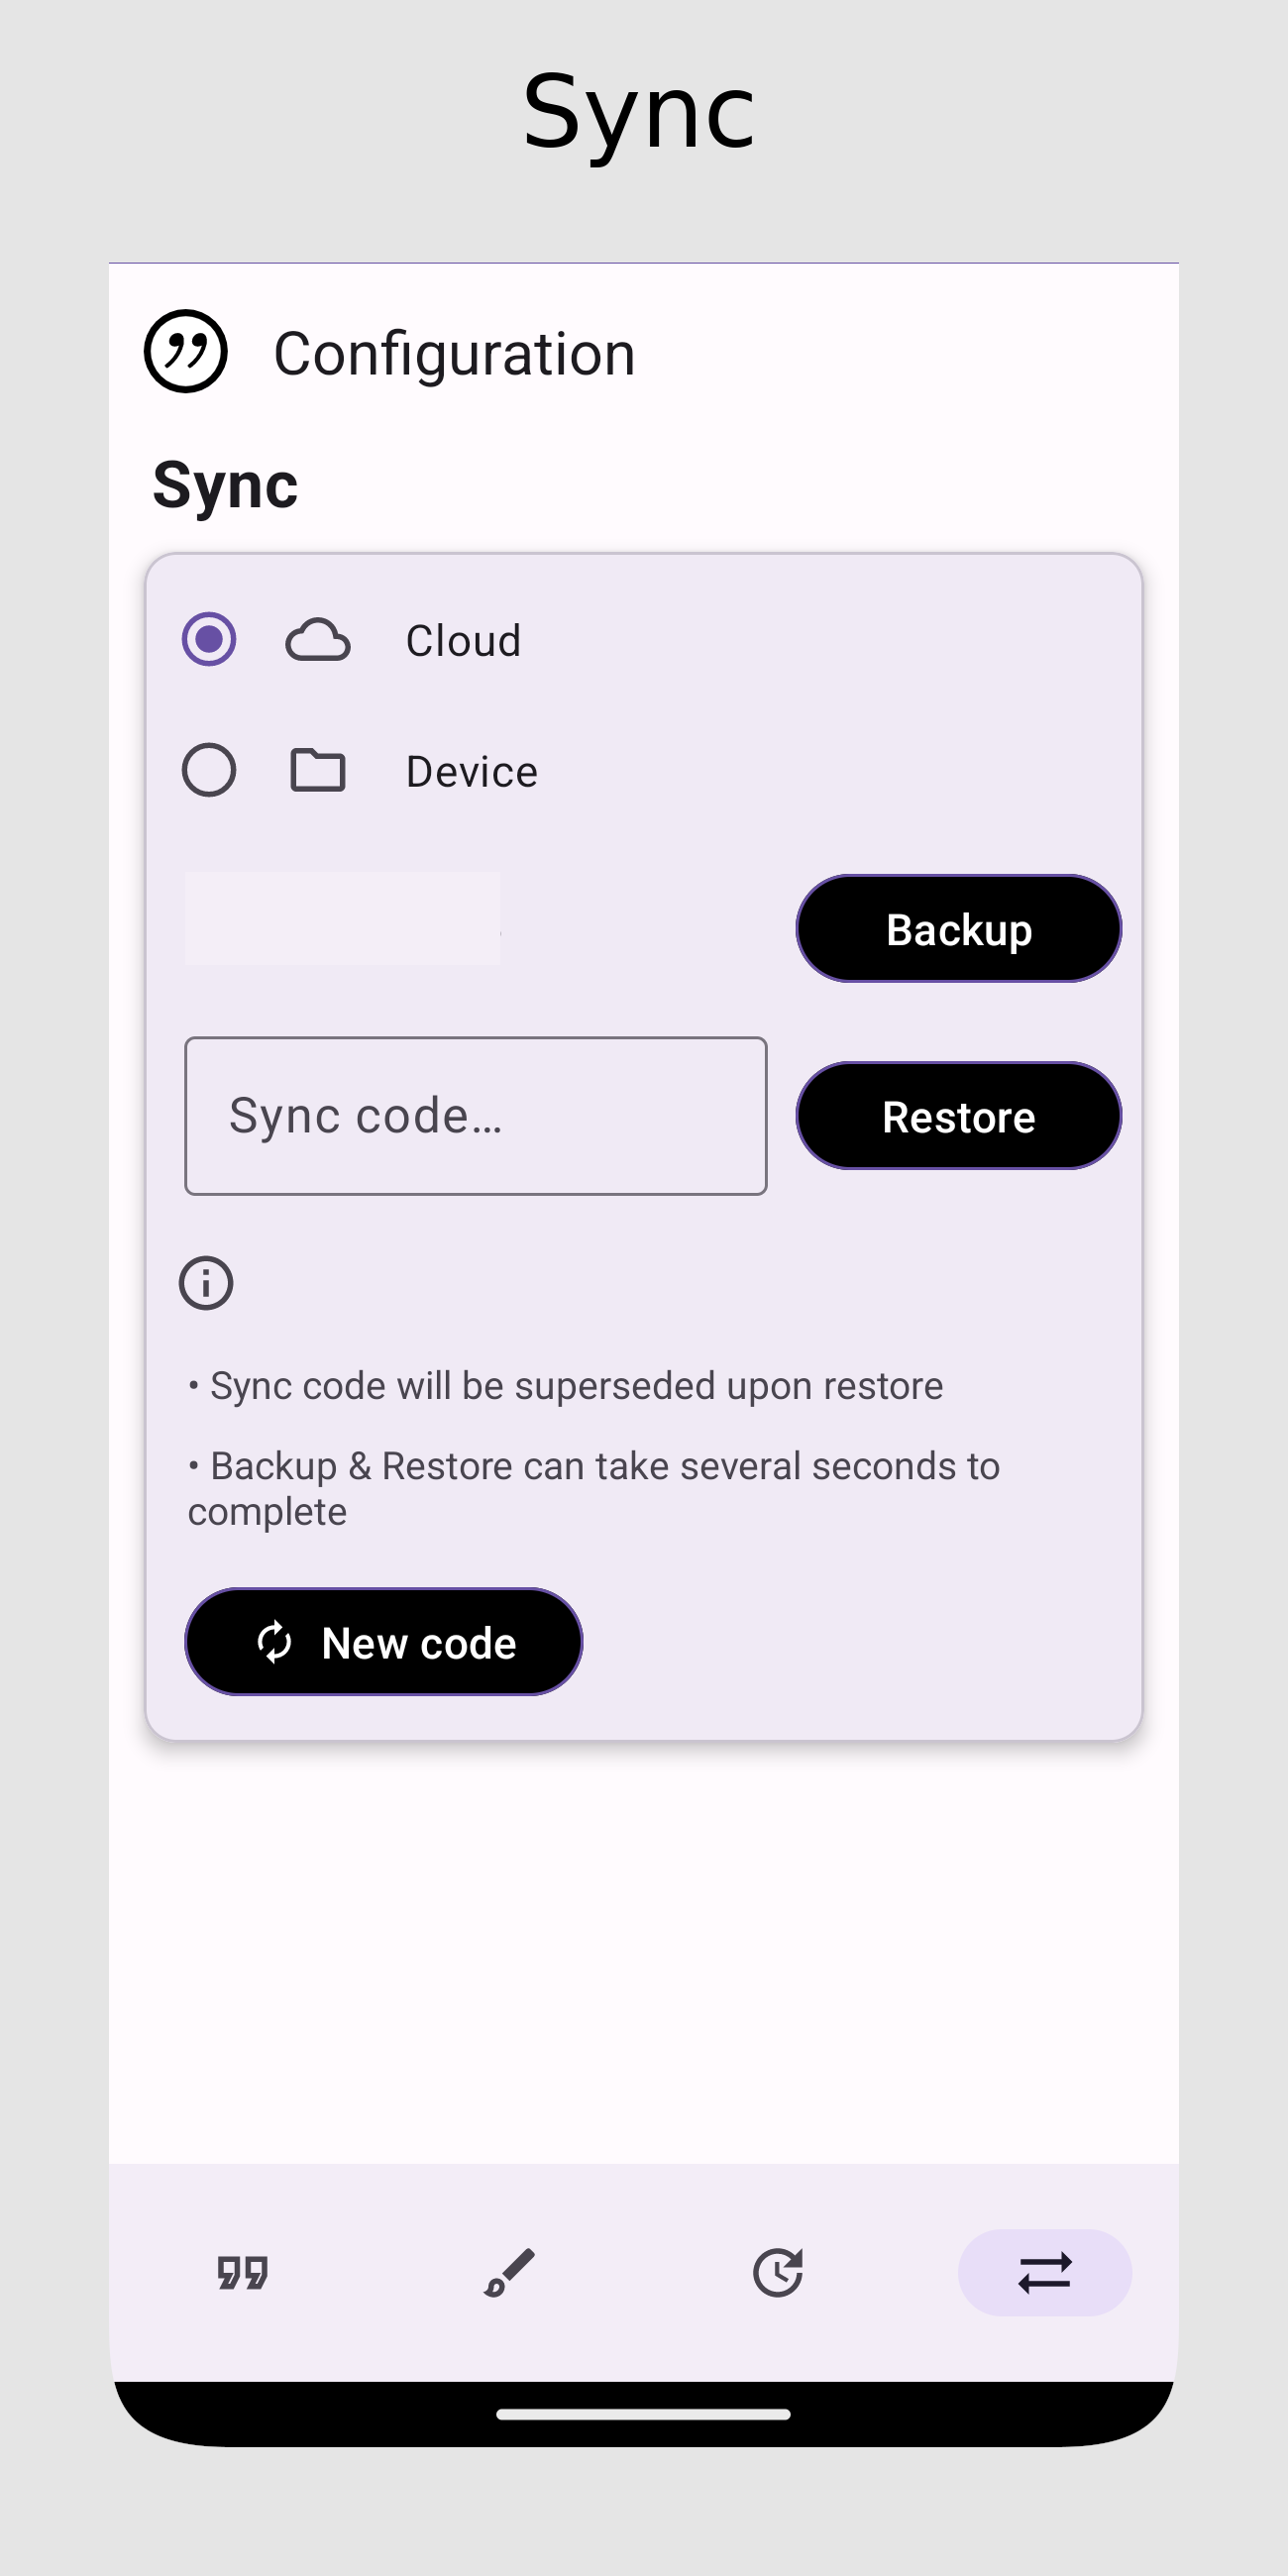 Sync
Configuration
Sync
Cloud
Device
Backup
Sync code…
Restore
• Sync code will be superseded upon restore
• Backup & Restore can take several seconds to
complete
New code